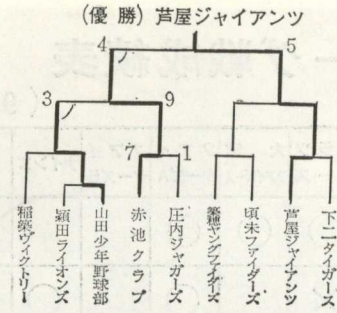 (優勝) 芦屋ジャイアンツ
4 5
3 9
7 1
稲築ヴィクトリー
頴田ライオンズ
山田少年野球部
赤池クラブ
庄内ジャガーズ
築穂ヤングファイターズ
頃末ファイターズ
芦屋ジャイアンツ
下二タイガース